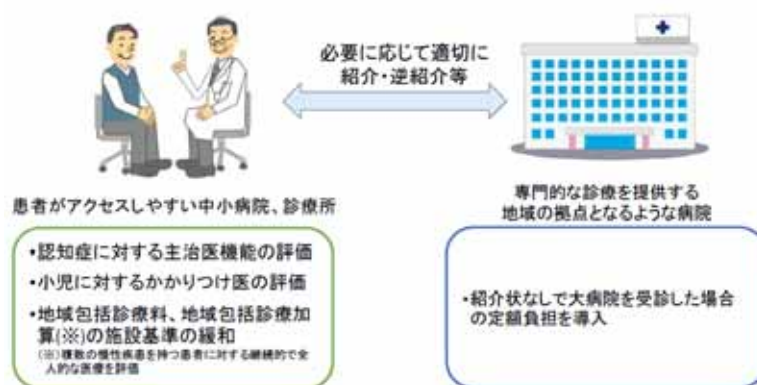 必要に応じて適切に
紹介・逆紹介等
患者がアクセスしやすい中小病院、診療所
専門的な診療を提供する
地域の拠点となるような病院
・認知症に対する主治医機能の評価
・小児に対するかかりつけ医の評価
・地域包括診療料、地域包括診療加
算(※)の施設基準の緩和
(※)複数の慢性疾患を持つ患者に対する継続的で全
人的な医療を評価
・紹介状なしで大病院を受診した場合
の定額負担を導入